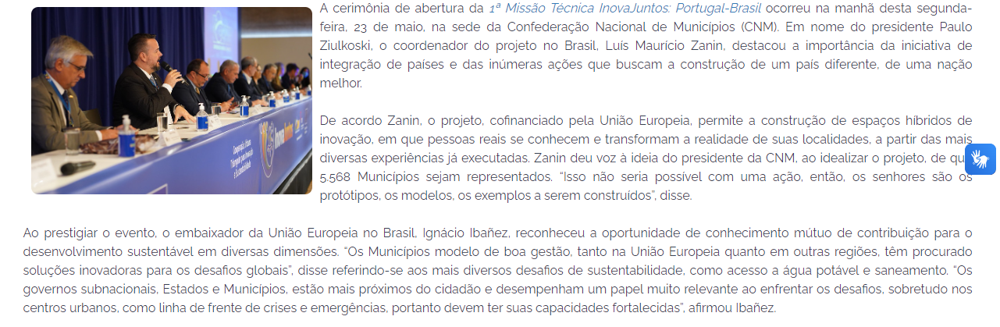 A cerimônia de abertura da 1ª Missão Técnica InovaJuntos: Portugal-Brasil ocorreu na manhã desta segunda-
feira, 23 de maio, na sede da Confederação Nacional de Municípios (CNM). Em nome do presidente Paulo
Ziulkoski, o coordenador do projeto no Brasil, Luís Maurício Zanin, destacou a importância da iniciativa de
integração de países e das inúmeras ações que buscam a construção de um país diferente, de uma nação
melhor.
De acordo Zanin, o projeto, cofinanciado pela União Europeia, permite a construção de espaços híbridos de
inovação, em que pessoas reais se conhecem e transformam a realidade de suas localidades, a partir das mais
diversas experiências já executadas. Zanin deu voz à ideia do presidente da CNM, ao idealizar o projeto, de qu
5.568 Municípios sejam representados. “Isso não seria possível com uma ação, então, os senhores são os
protótipos, os modelos, os exemplos a serem construídos”, disse.
Ao prestigiar o evento, o embaixador da União Europeia no Brasil, Ignácio Ibañez, reconheceu a oportunidade de conhecimento mútuo de contribuição para o
desenvolvimento sustentável em diversas dimensões. “Os Municípios modelo de boa gestão, tanto na União Europeia quanto em outras regiões, têm procurado
soluções inovadoras para os desafios globais”, disse referindo-se aos mais diversos desafios de sustentabilidade, como acesso a água potável e saneamento. “Os
governos subnacionais, Estados e Municípios, estão mais próximos do cidadão e desempenham um papel muito relevante ao enfrentar os desafios, sobretudo nos
centros urbanos, como linha de frente de crises e emergências, portanto devem ter suas capacidades fortalecidas”, afirmou Ibañez.
InovaJuntos
Cooperação Urbana
Triangular para Inovação
e Sustentabilidade